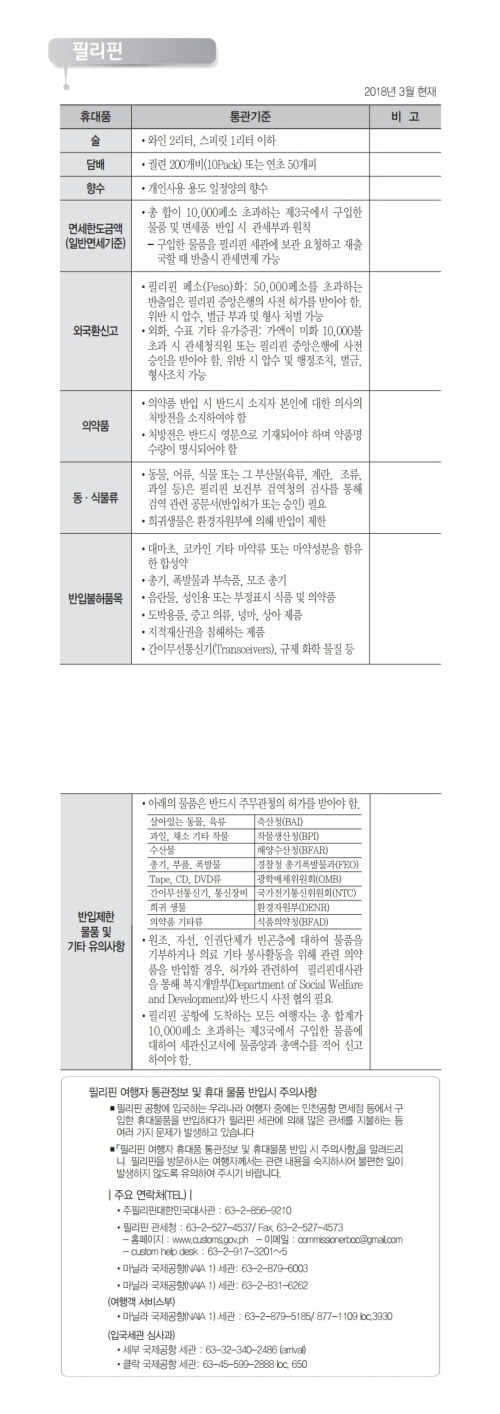 필리핀
2018년 3월 현재
휴대품 통관기준 비 고
술 • 와인 2리터, 스피릿 1리터 이하
담배 • 궐련 200개비(10Pack) 또는 연초 50개피
향수 • 개인사용 용도 일정양의 향수
면세한도금액
(일반면세기준)
• 총 합이 10,000페소 초과하는 제3국에서 구입한
물품 및 면세품 반입 시 관세부과 원칙
- 구입한 물품을 필리핀 세관에 보관 요청하고 재출
국할 때 반출시 관세면제 가능
외국환신고
• 필리핀 페소(Peso)화: 50,000페소를 초과하는
반출입은 필리핀 중앙은행의 사전 허가를 받아야 함.
위반 시 압수, 벌금 부과 및 형사 처벌 가능
• 외화, 수표 기타 유가증권: 가액이 미화 10,000불
초과 시 관세청직원 또는 필리핀 중앙은행에 사전
승인을 받아야 함. 위반 시 압수 및 행정조치, 벌금,
형사조치 가능
의약품
• 의약품 반입 시 반드시 소지자 본인에 대한 의사의
처방전을 소지하여야 함
• 처방전은 반드시 영문으로 기재되어야 하며 약품명
수량이 명시되어야 함
동 · 식물류
• 동물, 어류, 식물 또는 그 부산물(육류, 계란, 조류,
과일 등)은 필리핀 보건부 검역청의 검사를 통해
검역 관련 공문서(반입허가 또는 승인) 필요
• 희귀생물은 환경자원부에 의해 반입이 제한
반입불허품목
• 대마초, 코카인 기타 마약류 또는 마약성분을 함유
한 합성약
• 총기, 폭발물과 부속품, 모조 총기
• 음란물, 성인용 또는 부정표시 식품 및 의약품
• 도박용품, 중고 의류, 넝마, 상아 제품
• 지적재산권을 침해하는 제품
• 간이무선통신기(Transceivers), 규제 화학 물질 등
반입제한
물품 및
기타 유의사항
• 아래의 물품은 반드시 주무관청의 허가를 받아야 함.
살아있는 동물, 육류 축산청(BAI)
과일, 채소 기타 작물 작물생산청(BPI)
수산물 해양수산청(BFAR)
총기, 부품, 폭발물 경찰청 총기폭발물과(FEO)
Tape, CD, DVD류 광학매체위원회(OMB)
간이무선통신기, 통신장비 국가전기통신위원회(NTC)
희귀 생물 환경자원부(DENR)
의약품 기타류 식품의약청(BFAD)
• 원조, 자선, 인권단체가 빈곤층에 대하여 물품을
기부하거나 의료 기타 봉사활동을 위해 관련 의약
품을 반입할 경우, 허가와 관련하여 필리핀대사관
을 통해 복지개발부(Department of Social Welfare
and Development)와 반드시 사전 협의 필요
• 필리핀 공항에 도착하는 모든 여행자는 총 합계가
10,000페소 초과하는 제3국에서 구입한 물품에
대하여 세관신고서에 물품양과 총액수를 적어 신고
하여야 함.
필리핀 여행자 통관정보 및 휴대 물품 반입시 주의사항
■ 필리핀 공항에 입국하는 우리나라 여행자 중에는 인천공항 면세점 등에서 구
입한 휴대물품을 반입하다가 필리핀 세관에 의해 많은 관세를 지불하는 등
여러 가지 문제가 발생하고 있습니다
■ 「필리핀 여행자 휴대품 통관정보 및 휴대물품 반입 시 주의사항」을 알려드리
니 필리핀을 방문하시는 여행자께서는 관련 내용을 숙지하시어 불편한 일이
발생하지 않도록 유의하여 주시기 바랍니다.
| 주요 연락처(TEL) |
• 주필리핀대한민국대사관 : 63-2-856-9210
• 필리핀 관세청 : 63-2-527-4537/ Fax. 63-2-527-4573
- 홈페이지 : www.customs.gov.ph - 이메일 : commissionerboc@gmail.com
- custom help desk : 63-2-917-3201~5
• 마닐라 국제공항(NAIA 1) 세관: 63-2-879-6003
• 마닐라 국제공항(NAIA 1) 세관: 63-2-831-6262
(여행객 서비스부)
• 마닐라 국제공항(NAIA 1) 세관 : 63-2-879-5185/ 877-1109 loc,3930
(입국세관 심사과)
• 세부 국제공항 세관 : 63-32-340-2486 (arrival)
• 클락 국제공항 세관: 63-45-599-2888 loc, 650